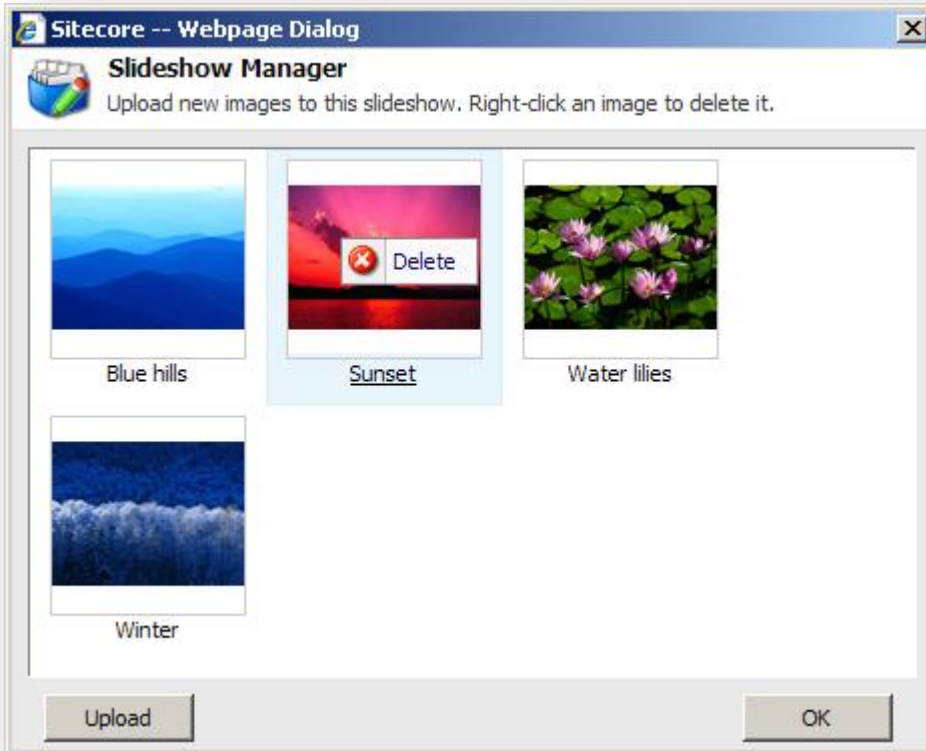 Sitecore -- Webpage Dialog
Slideshow Manager
Upload new images to this slideshow. Right-click an image to delete it.
Delete
Blue hills
Sunset
Water lilies
Winter
Upload
OK